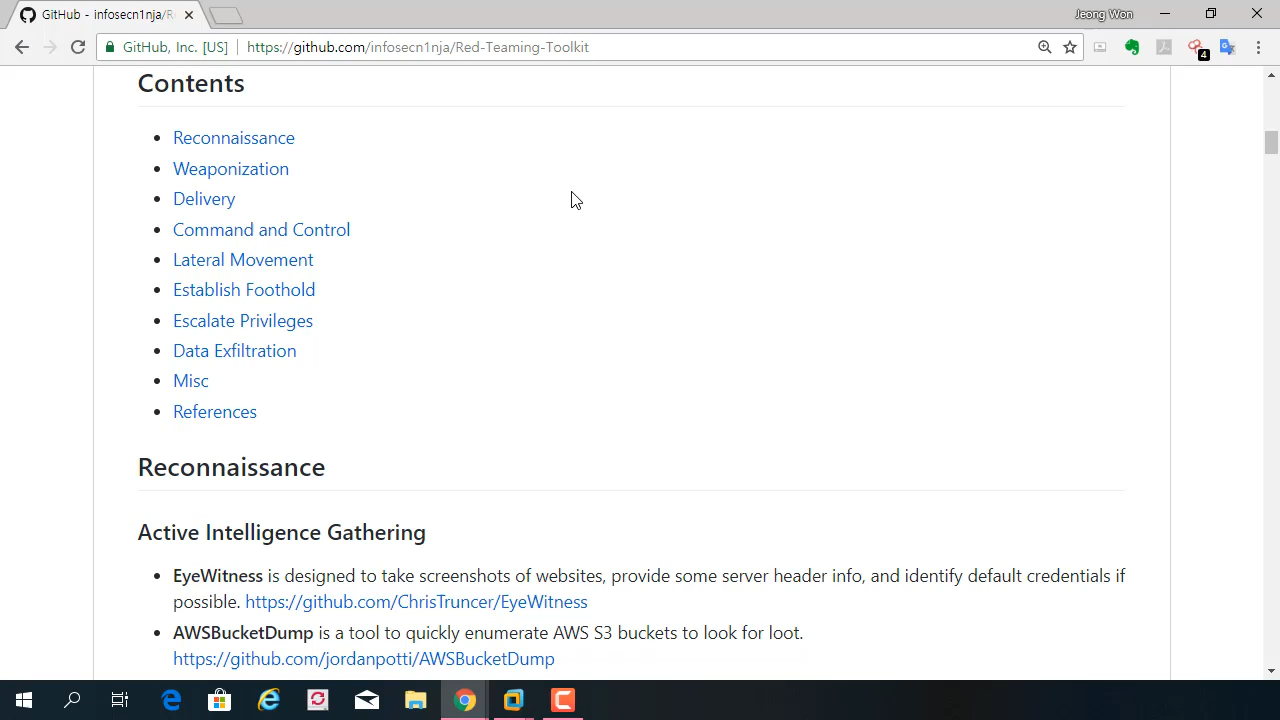 GitHub - infosecn1nja/Re
Jeong Won
GitHub, Inc. [US]
https://github.com/infosecn1nja/Red-Teaming-Toolkit
4
Contents
Reconnaissance
Weaponization
Delivery
Command and Control
Lateral Movement
Establish Foothold
Escalate Privileges
Data Exfiltration
Misc
References
Reconnaissance
Active Intelligence Gathering
EyeWitness is designed to take screenshots of websites, provide some server header info, and identify default credentials if
possible. https://github.com/ChrisTruncer/EyeWitness
AWSBucketDump is a tool to quickly enumerate AWS S3 buckets to look for loot.
https://github.com/jordanpotti/AWSBucketDump